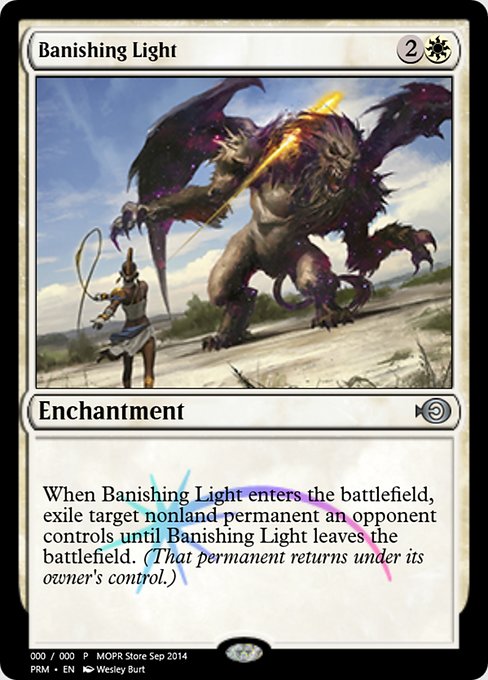 Banishing Light 2
Enchantment
When Banishing Light enters the battlefield,
exile target nonland permanent an opponent
controls until Banishing Light leaves the
battlefield. (That permanent returns under its
owner's control.)
000 / 000 P MOPR Store Sep 2014
PRM • EN Wesley Burt